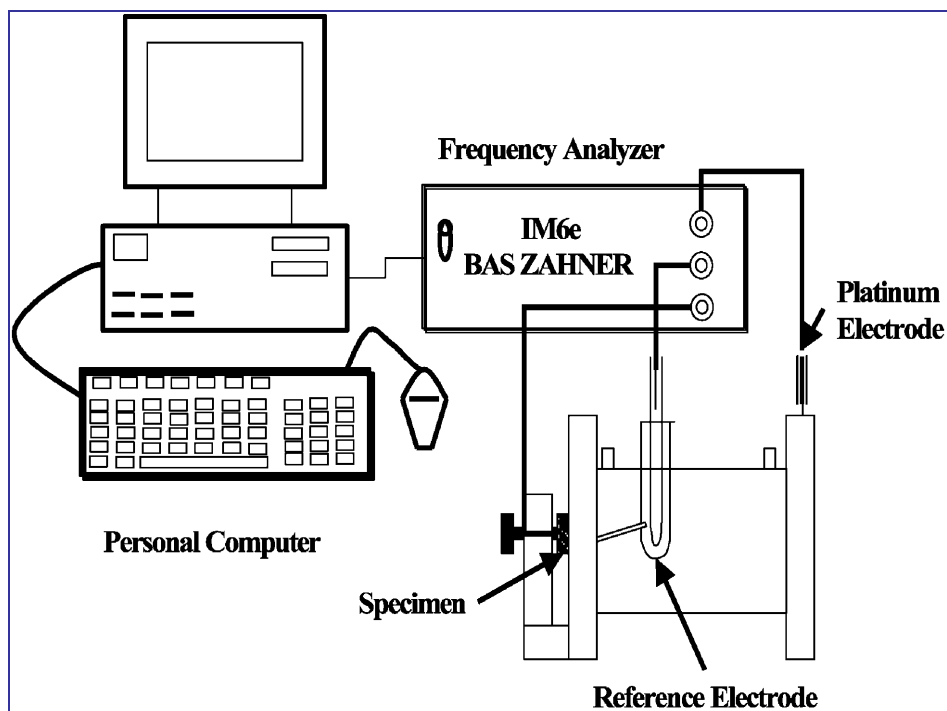 Frequency Analyzer
IM6e
BAS ZAHNER
Platinum
Electrode
Personal Computer
Specimen
Reference Electrode